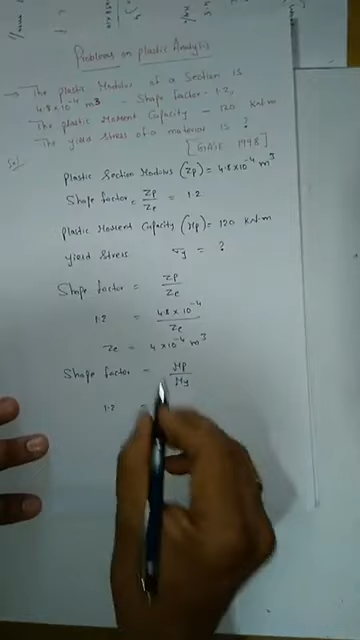 Problems on plastic Analysis
→ The plastic Modulus of a Section is
4.8 × 10⁻⁴ m³ - Shape factor - 1.2,
The plastic Moment Capacity - 120 kN-m
The yield stress of a material is ?
[GATE 1998]
Sol
plastic Section Modulus (Zp) = 4.8 × 10⁻⁴ m³
Shape factor = Zp/Ze = 1.2
plastic Moment Capacity (Mp) = 120 kN-m
yield Stress σy = ?
Shape factor = Zp/Ze
1.2 = 4.8 × 10⁻⁴/Ze
Ze = 4 × 10⁻⁴ m³
Shape factor = Mp/My
1.2